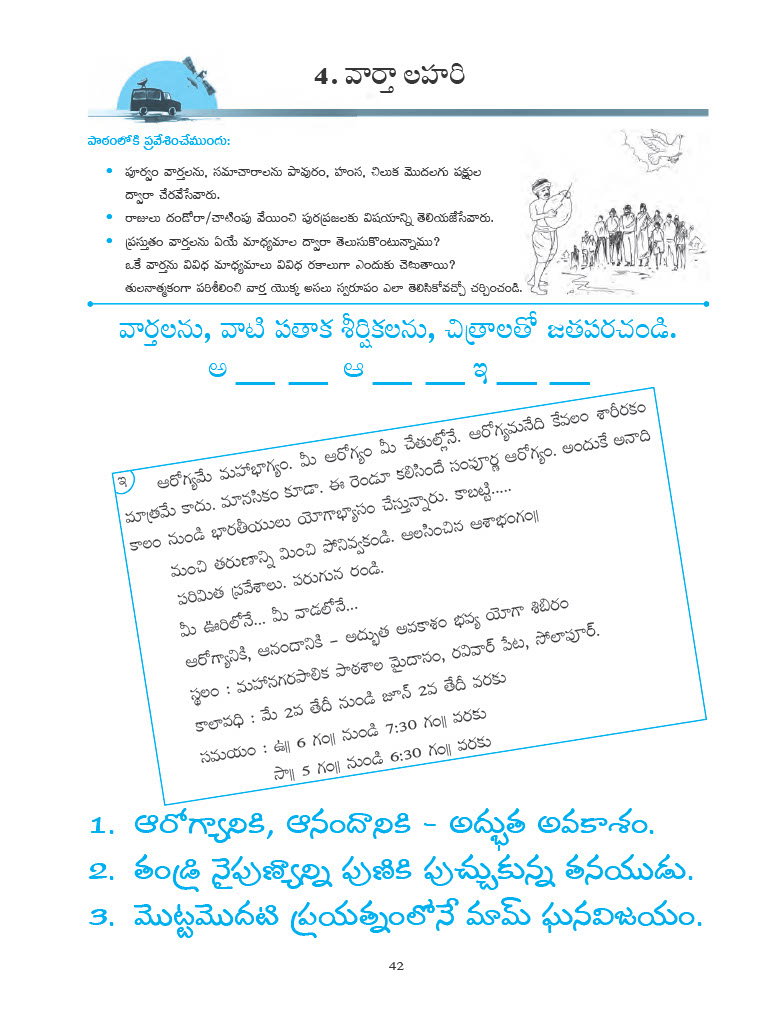 4. వార్తా లహరి
పాఠంలోకి ప్రవేశించేముందు:
• పూర్వం వార్తలను, సమాచారాలను పావురం, హంస, చిలుక మొదలగు పక్షుల
ద్వారా చేరవేసేవారు.
• రాజులు దండోరా/చాటింపు వేయించి పురప్రజలకు విషయాన్ని తెలియజేసేవారు.
• ప్రస్తుతం వార్తలను ఏయే మాధ్యమాల ద్వారా తెలుసుకొంటున్నాము?
ఒకే వార్తను వివిధ మాధ్యమాలు వివిధ రకాలుగా ఎందుకు చెబుతాయి?
తులనాత్మకంగా పరిశీలించి వార్త యొక్క అసలు స్వరూపం ఎలా తెలిసికోవచ్చో చర్చించండి.
వార్తలను, వాటి పతాక శీర్షికలను, చిత్రాలతో జతపరచండి.
అ ___ ___ ఆ ___ ___ ఇ ___ ___
ఇ ఆరోగ్యమే మహాభాగ్యం. మీ ఆరోగ్యం మీ చేతుల్లోనే. ఆరోగ్యమనేది కేవలం శారీరకం
మాత్రమే కాదు. మానసికం కూడా. ఈ రెండూ కలిసిందే సంపూర్ణ ఆరోగ్యం. అందుకే అనాది
కాలం నుండి భారతీయులు యోగాభ్యాసం చేస్తున్నారు. కాబట్టి.....
మంచి తరుణాన్ని మించి పోనివ్వకండి. ఆలసించిన ఆశాభంగం॥
పరిమిత ప్రవేశాలు. పరుగున రండి.
మీ ఊరిలోనే... మీ వాడలోనే...
ఆరోగ్యానికి, ఆనందానికి – అద్భుత అవకాశం భవ్య యోగా శిబిరం
స్థలం : మహానగరపాలిక పాఠశాల మైదానం, రవివార్ పేట, సోలాపూర్.
కాలావధి : మే 2వ తేదీ నుండి జూన్ 2వ తేదీ వరకు
సమయం : ఉ॥ 6 గం॥ నుండి 7:30 గం॥ వరకు
సా॥ 5 గం॥ నుండి 6:30 గం॥ వరకు
1. ఆరోగ్యానికి, ఆనందానికి – అద్భుత అవకాశం.
2. తండ్రి నైపుణ్యాన్ని పుణికి పుచ్చుకున్న తనయుడు.
3. మొట్టమొదటి ప్రయత్నంలోనే మామ్ ఘనవిజయం.
42